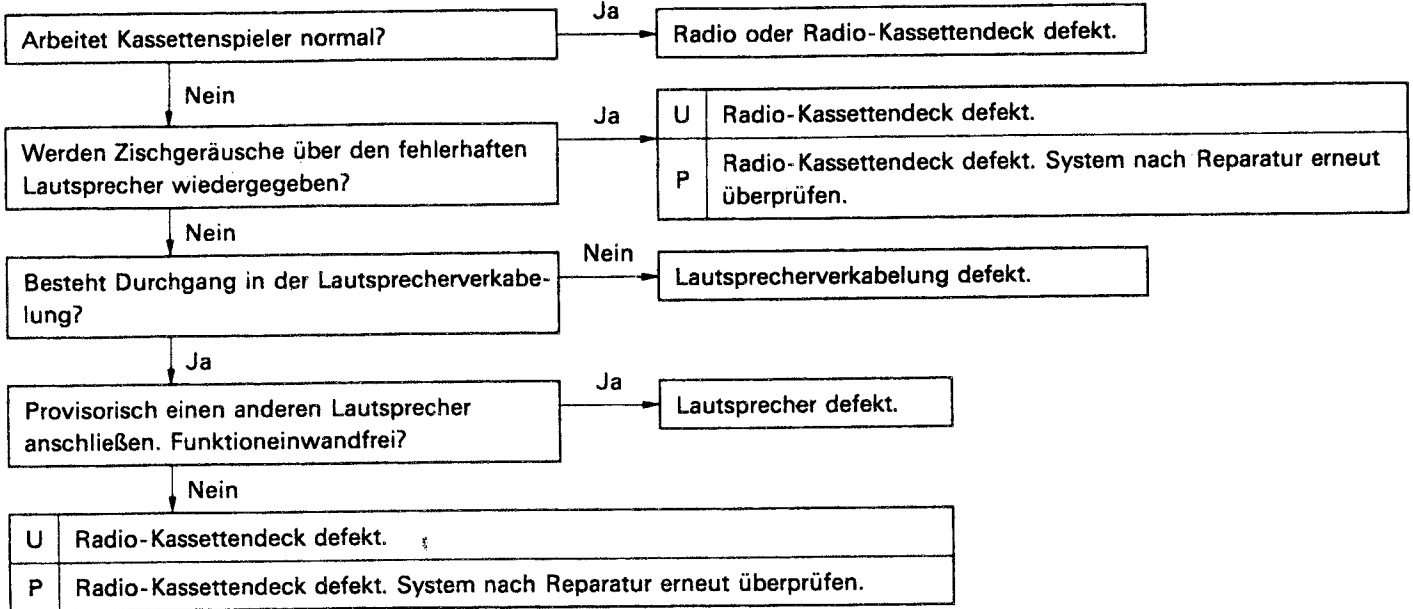 Ja
Arbeitet Kassettenspieler normal?
Radio oder Radio-Kassettendeck defekt.
Nein
Ja
Werden Zischgeräusche über den fehlerhaften
Lautsprecher wiedergegeben?
U Radio-Kassettendeck defekt.
P Radio-Kassettendeck defekt. System nach Reparatur erneut
überprüfen.
Nein
Nein
Besteht Durchgang in der Lautsprecherverkabe-
lung?
Lautsprecherverkabelung defekt.
Ja
Ja
Provisorisch einen anderen Lautsprecher
anschließen. Funktioneinwandfrei?
Lautsprecher defekt.
Nein
U Radio-Kassettendeck defekt.
P Radio-Kassettendeck defekt. System nach Reparatur erneut überprüfen.